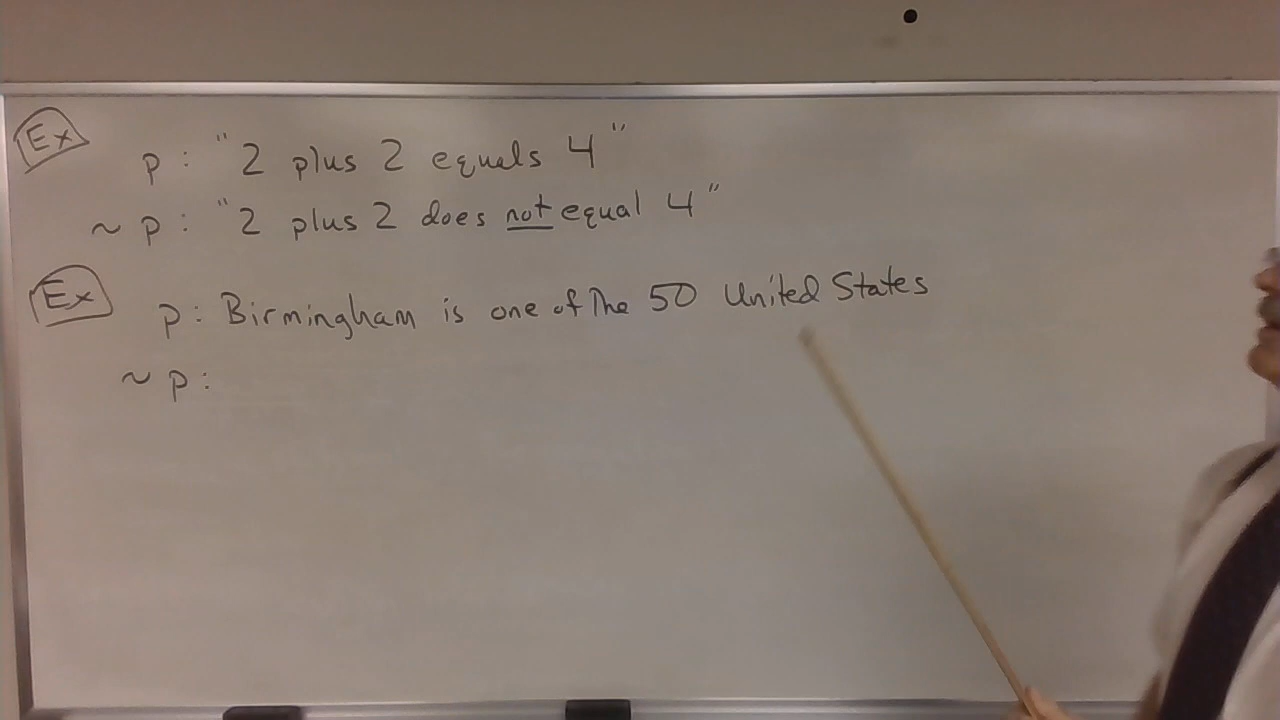 Ex
p : "2 plus 2 equals 4"
~ p : "2 plus 2 does not equal 4"
Ex
p : Birmingham is one of The 50 United States
~ p :